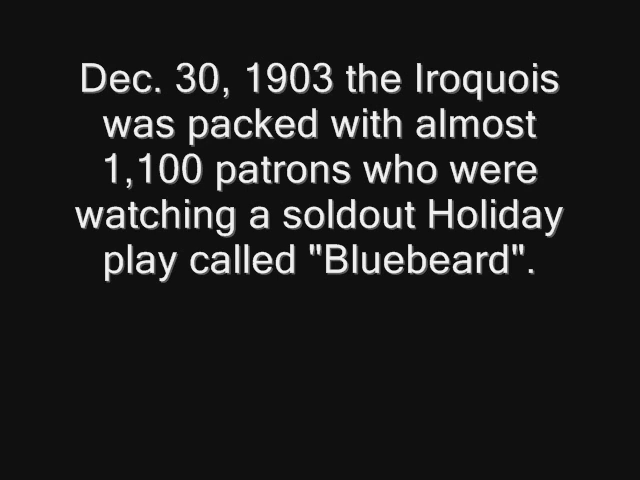 Dec. 30, 1903 the Iroquois
was packed with almost
1,100 patrons who were
watching a soldout Holiday
play called "Bluebeard".